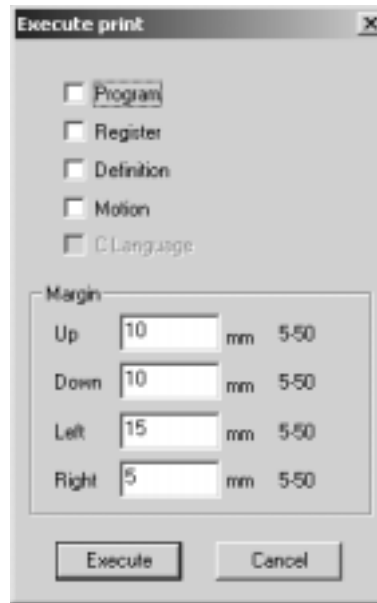 Execute print
Program
Register
Definition
Motion
C Language
Margin
Up 10 mm 5-50
Down 10 mm 5-50
Left 15 mm 5-50
Right 5 mm 5-50
Execute Cancel